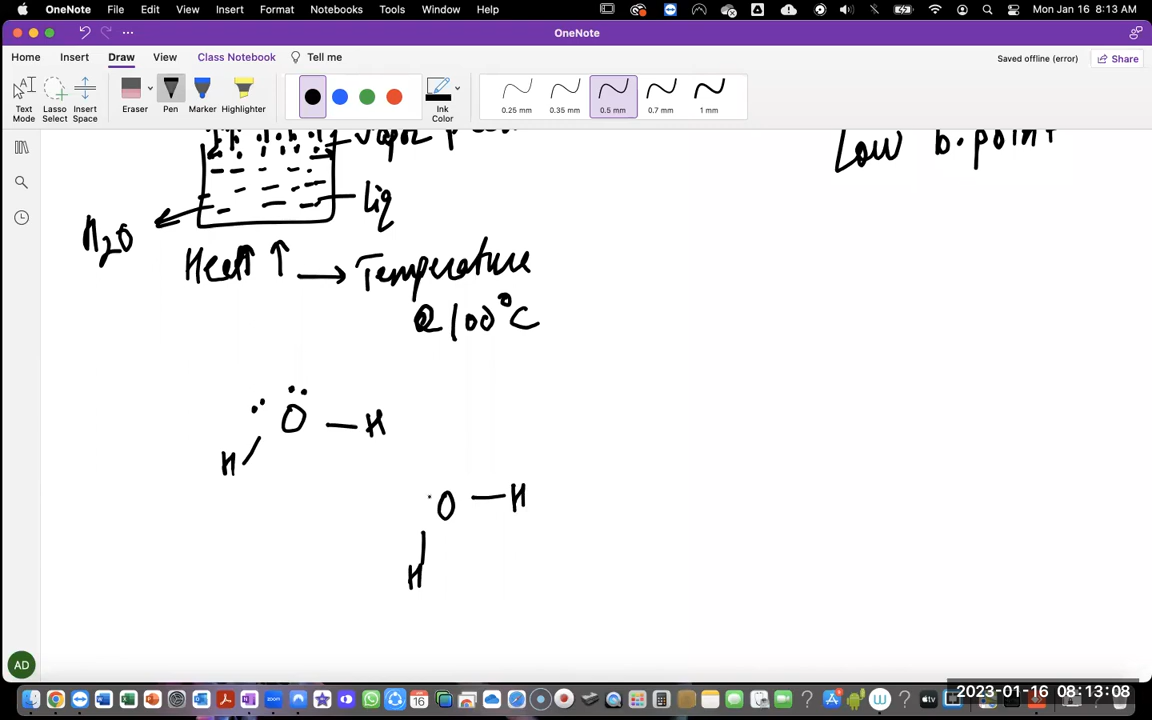 OneNote File Edit View Insert Format Notebooks Tools Window Help Mon Jan 16 8:13 AM
OneNote
Home Insert Draw View Class Notebook Tell me Saved offline (error) Share
Text Mode Lasso Select Insert Space Eraser Pen Marker Highlighter Ink Color 0.25 mm 0.35 mm 0.5 mm 0.7 mm 1 mm
vapor
Low b.point
Liq
H2O
Heat ↑ → Temperature
@ 100°C
O - H
H
O - H
H
AD
2023-01-16 08:13:08